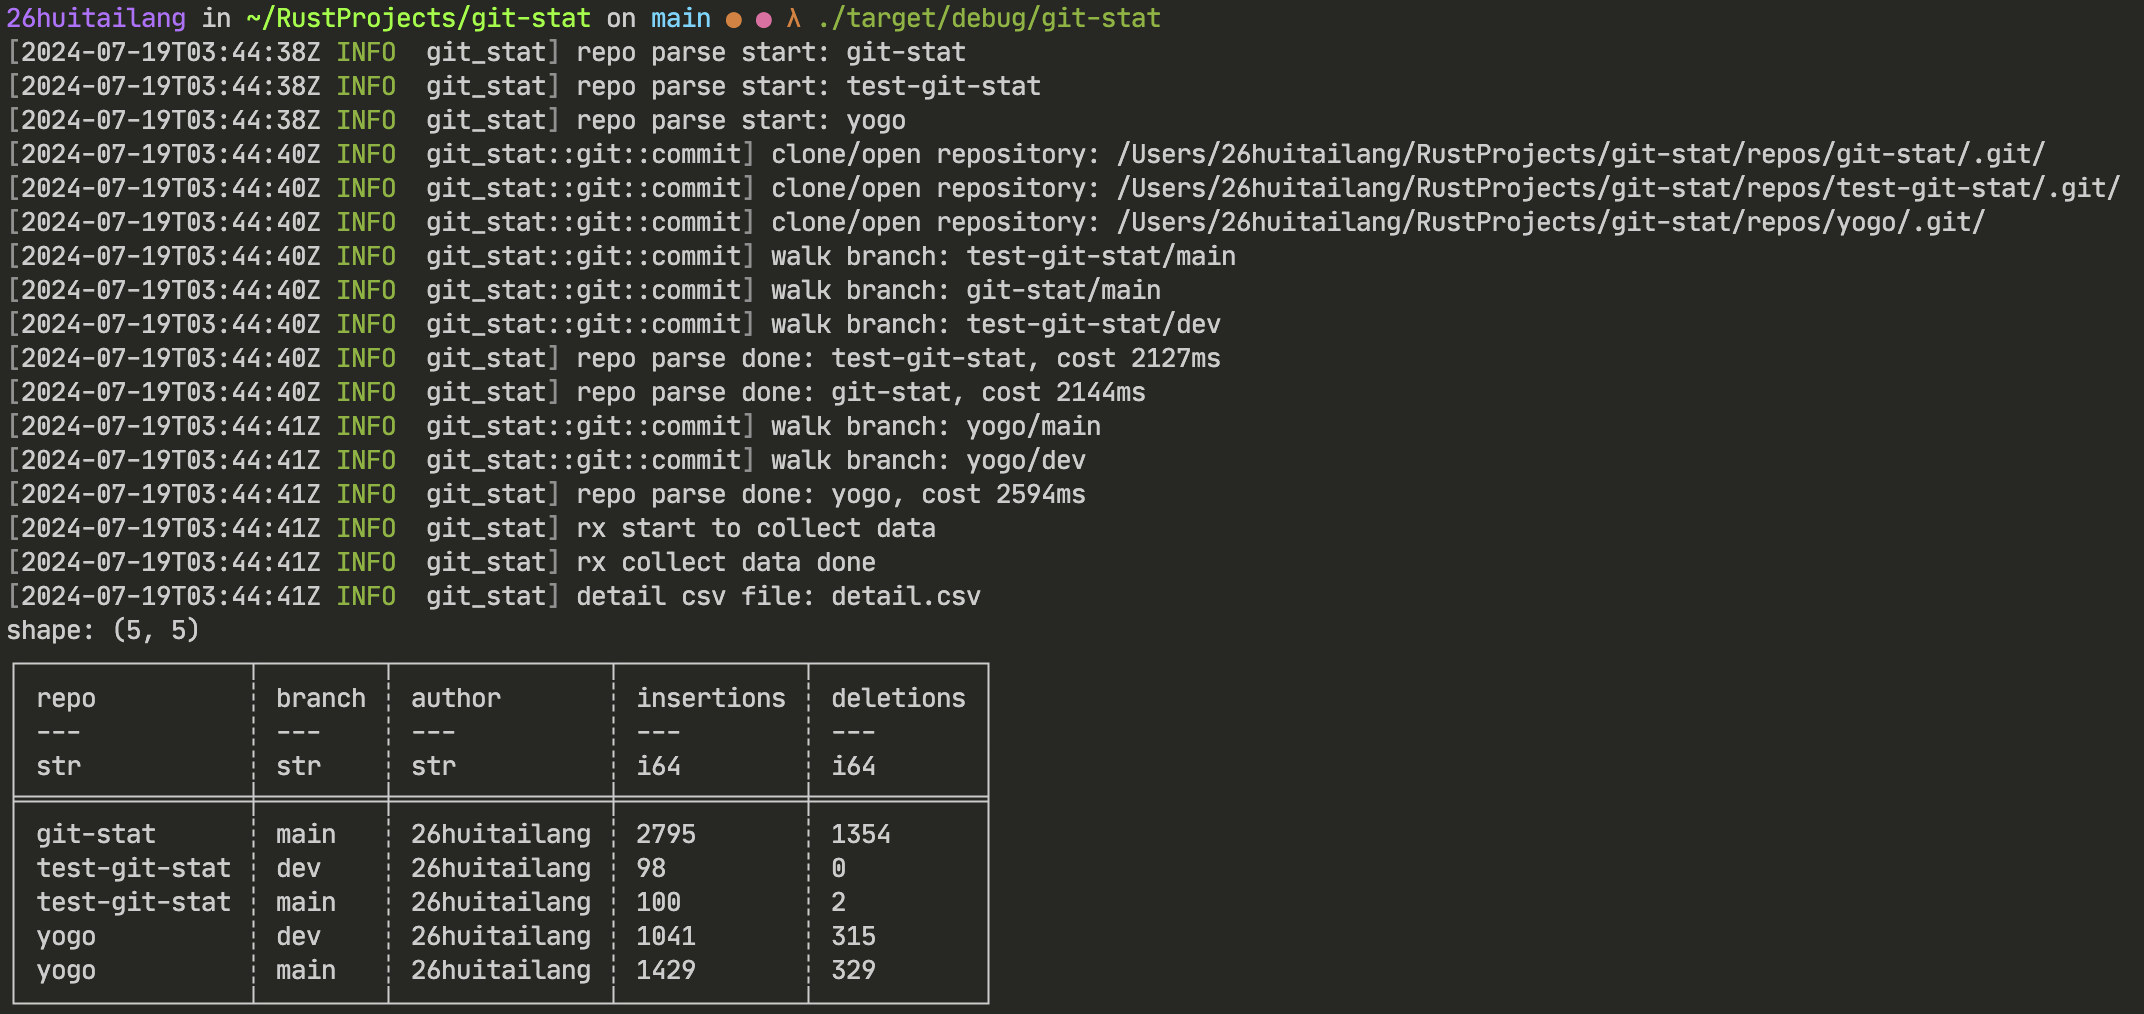 26huitailang in ~/RustProjects/git-stat on main ● ● λ ./target/debug/git-stat
[2024-07-19T03:44:38Z INFO  git_stat] repo parse start: git-stat
[2024-07-19T03:44:38Z INFO  git_stat] repo parse start: test-git-stat
[2024-07-19T03:44:38Z INFO  git_stat] repo parse start: yogo
[2024-07-19T03:44:40Z INFO  git_stat::git::commit] clone/open repository: /Users/26huitailang/RustProjects/git-stat/repos/git-stat/.git/
[2024-07-19T03:44:40Z INFO  git_stat::git::commit] clone/open repository: /Users/26huitailang/RustProjects/git-stat/repos/test-git-stat/.git/
[2024-07-19T03:44:40Z INFO  git_stat::git::commit] clone/open repository: /Users/26huitailang/RustProjects/git-stat/repos/yogo/.git/
[2024-07-19T03:44:40Z INFO  git_stat::git::commit] walk branch: test-git-stat/main
[2024-07-19T03:44:40Z INFO  git_stat::git::commit] walk branch: git-stat/main
[2024-07-19T03:44:40Z INFO  git_stat::git::commit] walk branch: test-git-stat/dev
[2024-07-19T03:44:40Z INFO  git_stat] repo parse done: test-git-stat, cost 2127ms
[2024-07-19T03:44:40Z INFO  git_stat] repo parse done: git-stat, cost 2144ms
[2024-07-19T03:44:41Z INFO  git_stat::git::commit] walk branch: yogo/main
[2024-07-19T03:44:41Z INFO  git_stat::git::commit] walk branch: yogo/dev
[2024-07-19T03:44:41Z INFO  git_stat] repo parse done: yogo, cost 2594ms
[2024-07-19T03:44:41Z INFO  git_stat] rx start to collect data
[2024-07-19T03:44:41Z INFO  git_stat] rx collect data done
[2024-07-19T03:44:41Z INFO  git_stat] detail csv file: detail.csv
shape: (5, 5)
repo branch author insertions deletions
--- --- --- --- ---
str str str i64 i64
git-stat main 26huitailang 2795 1354
test-git-stat dev 26huitailang 98 0
test-git-stat main 26huitailang 100 2
yogo dev 26huitailang 1041 315
yogo main 26huitailang 1429 329